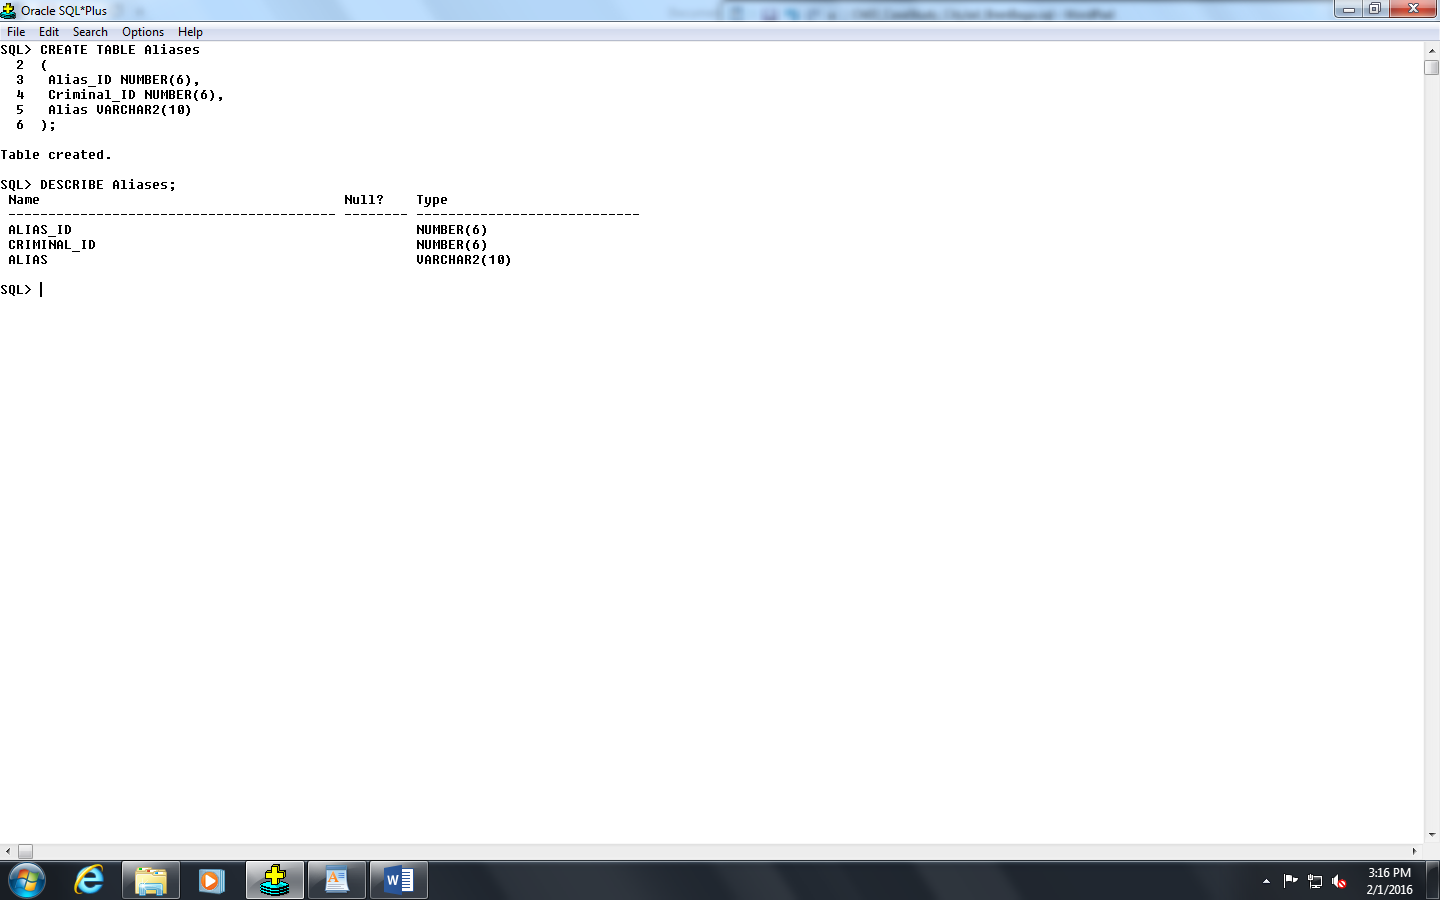 Oracle SQL*Plus
File Edit Search Options Help
SQL> CREATE TABLE Aliases
2 (
3 Alias_ID NUMBER(6),
4 Criminal_ID NUMBER(6),
5 Alias VARCHAR2(10)
6 );
Table created.
SQL> DESCRIBE Aliases;
Name Null? Type
----------------------------------------- -------- ----------------------------
ALIAS_ID NUMBER(6)
CRIMINAL_ID NUMBER(6)
ALIAS VARCHAR2(10)
SQL>
3:16 PM
2/1/2016